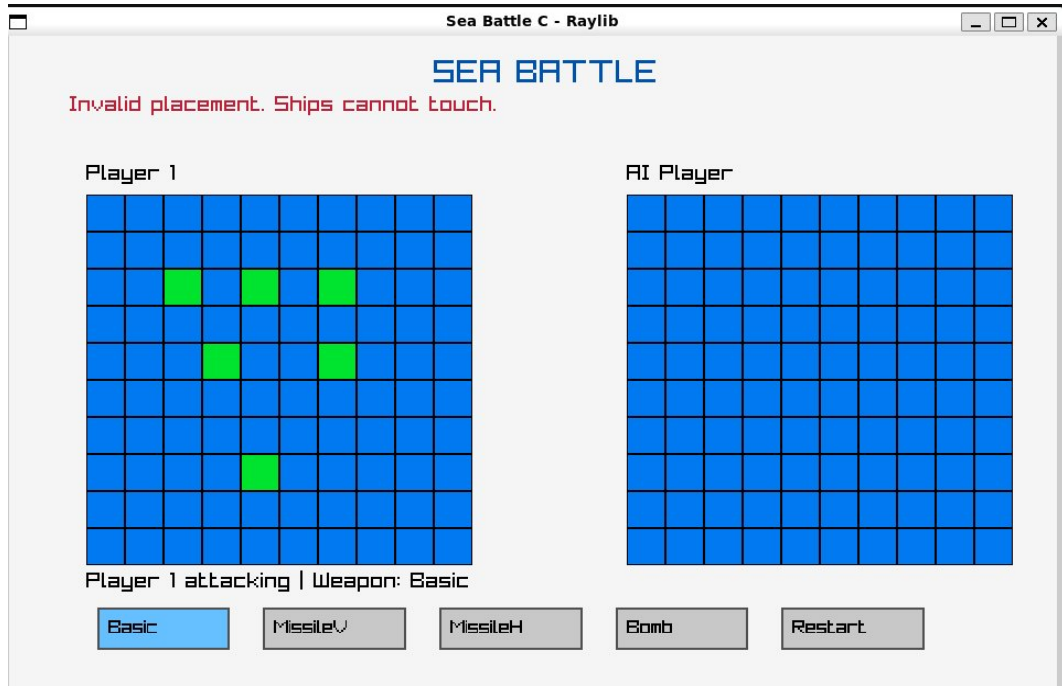 Sea Battle C - Raylib
SEA BATTLE
Invalid placement. Ships cannot touch.
Player 1
AI Player
Player 1 attacking | Weapon: Basic
Basic
MissileV
MissileH
Bomb
Restart